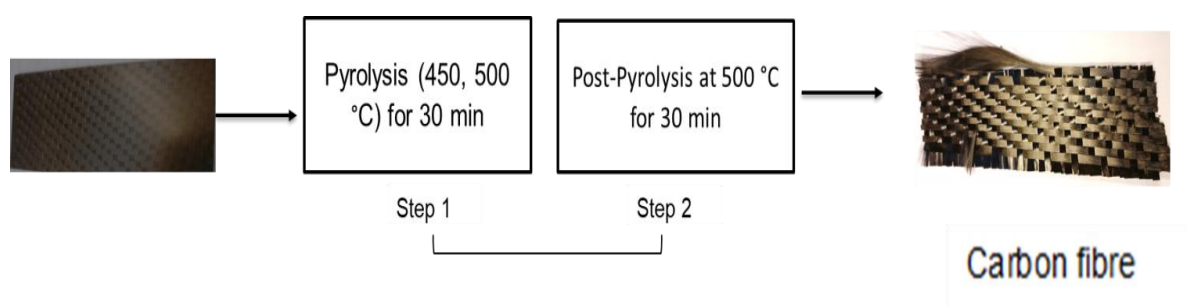 Pyrolysis (450, 500
°C) for 30 min
Post-Pyrolysis at 500 °C
for 30 min
Step 1
Step 2
Carbon fibre